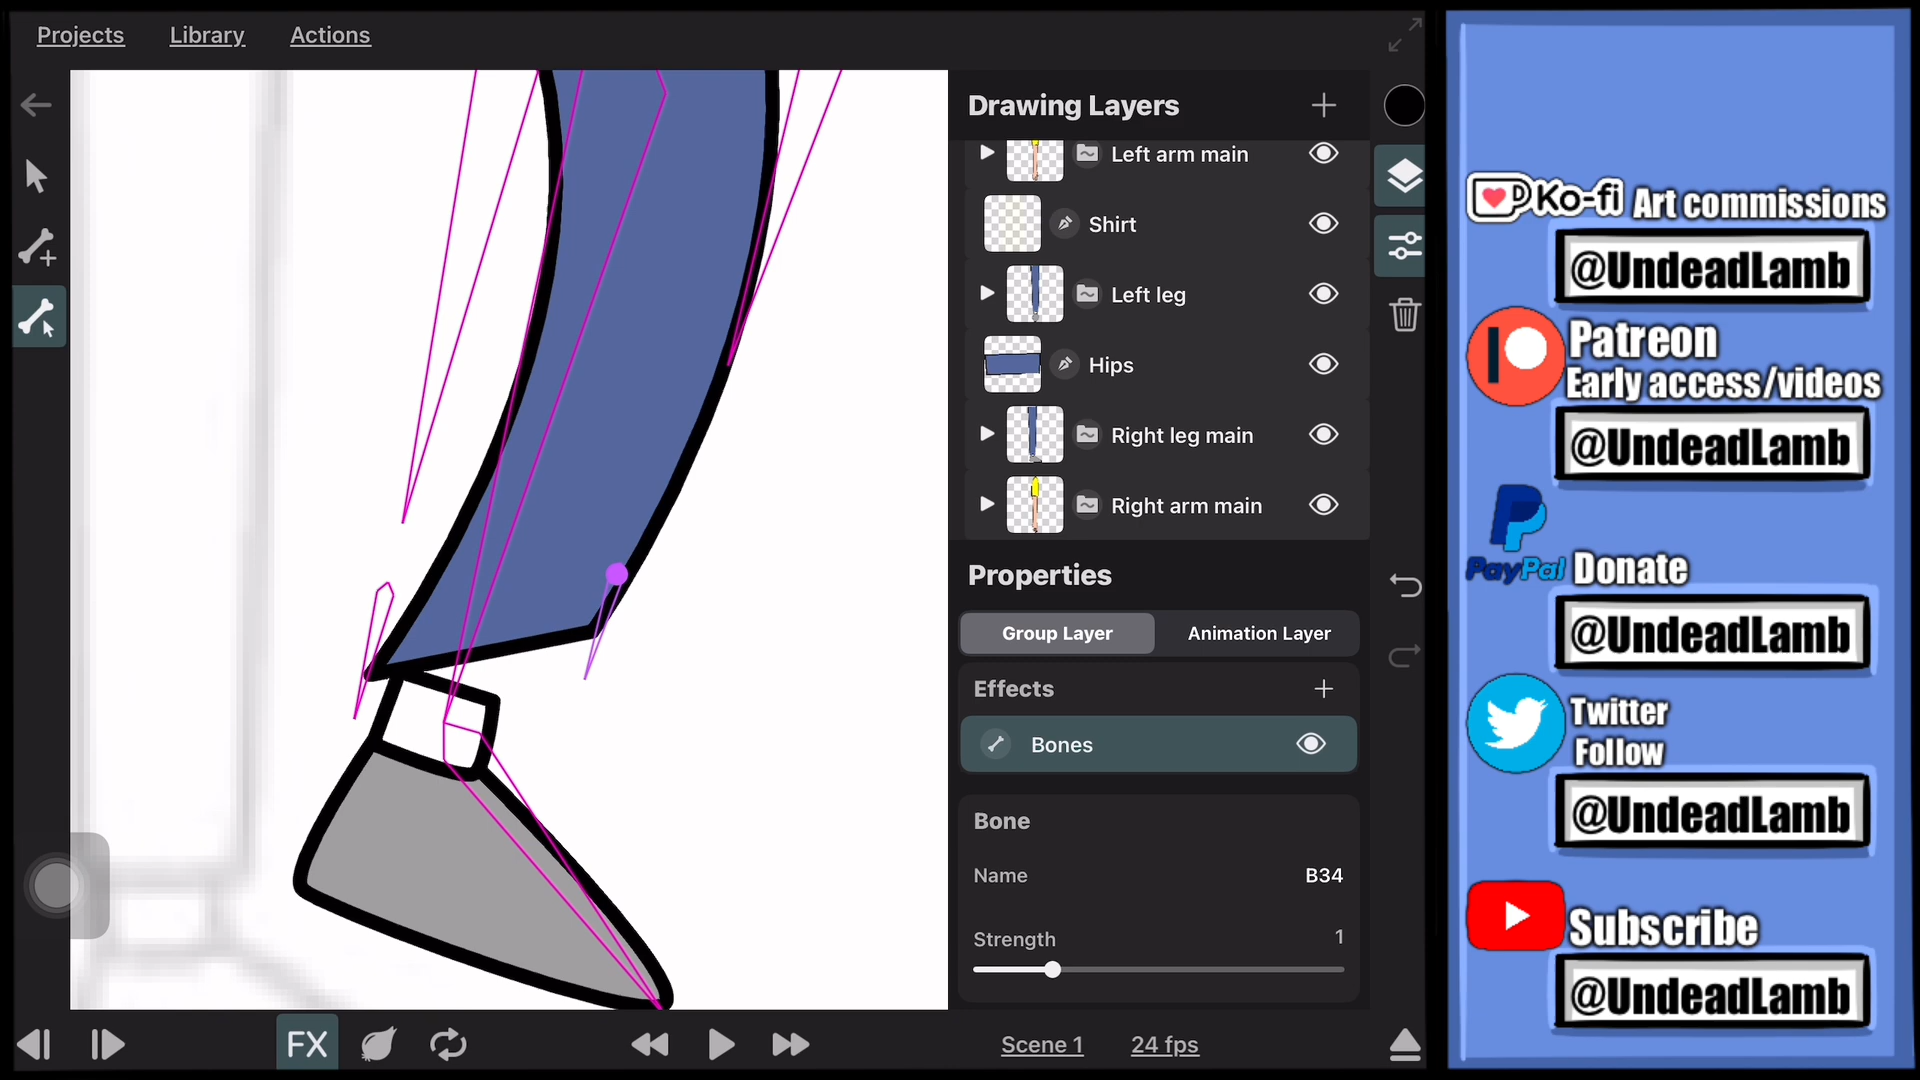 Projects
Library
Actions
Drawing Layers
Left arm main
Shirt
Left leg
Hips
Right leg main
Right arm main
Properties
Group Layer
Animation Layer
Effects
Bones
Bone
Name
B34
Strength
1
FX
Scene 1
24 fps
Ko-fi Art commissions
@UndeadLamb
Patreon
Early access/videos
@UndeadLamb
PayPal Donate
@UndeadLamb
Twitter
Follow
@UndeadLamb
Subscribe
@UndeadLamb